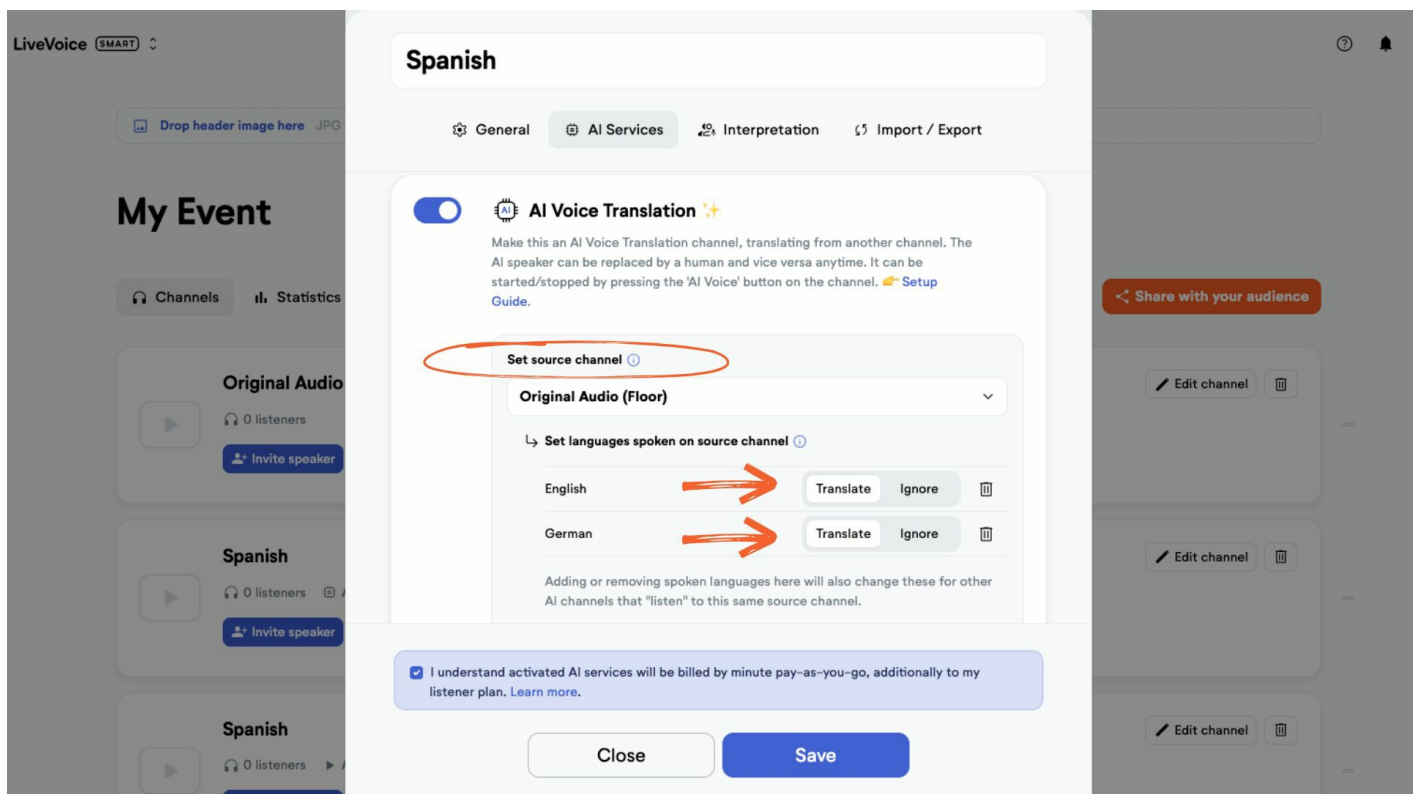 LiveVoice SMART
Drop header image here JPG
My Event
Channels
Statistics
Share with your audience
Original Audio
0 listeners
Invite speaker
Edit channel
Spanish
0 listeners
Invite speaker
Edit channel
Spanish
0 listeners
Edit channel
Spanish
General
AI Services
Interpretation
Import / Export
AI
AI Voice Translation ✨
Make this an AI Voice Translation channel, translating from another channel. The
AI speaker can be replaced by a human and vice versa anytime. It can be
started/stopped by pressing the 'AI Voice' button on the channel. 👉 Setup
Guide.
Set source channel
Original Audio (Floor)
Set languages spoken on source channel
English
Translate
Ignore
German
Translate
Ignore
Adding or removing spoken languages here will also change these for other
AI channels that "listen" to this same source channel.
I understand activated AI services will be billed by minute pay-as-you-go, additionally to my
listener plan. Learn more.
Close
Save